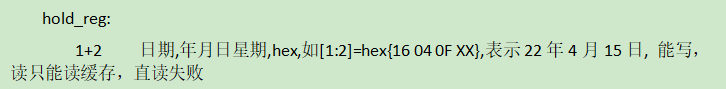 hold_reg:
1+2 日期,年月日星期,hex,如[1:2]=hex{16 04 0F XX},表示 22 年 4 月 15 日, 能写,
读只能读缓存，直读失败